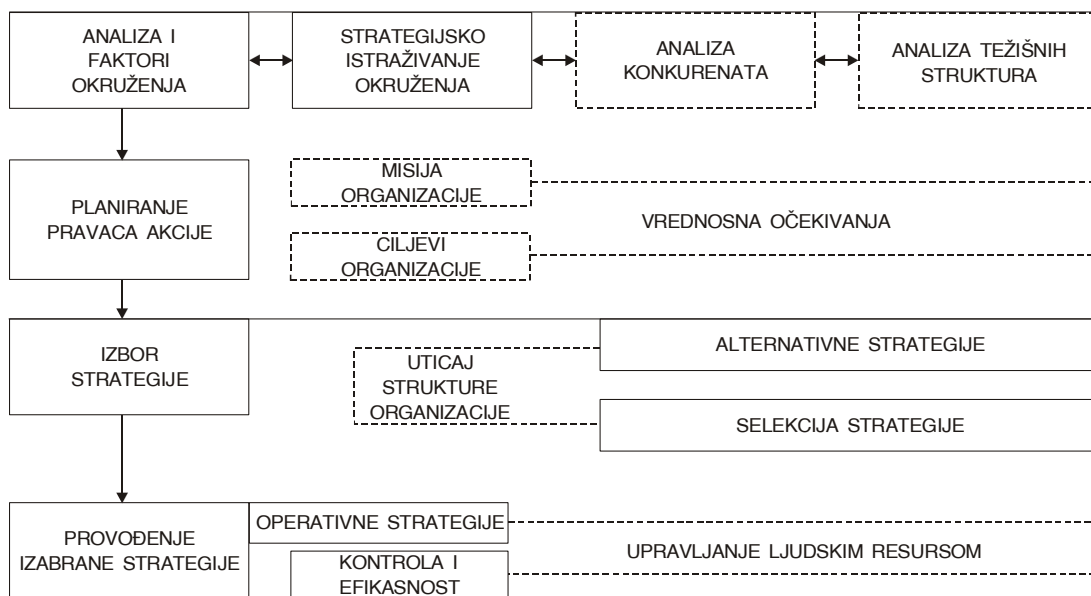 ANALIZA I
FAKTORI
OKRUŽENJA
STRATEGIJSKO
ISTRAŽIVANJE
OKRUŽENJA
ANALIZA
KONKURENATA
ANALIZA TEŽIŠNIH
STRUKTURA
PLANIRANJE
PRAVACA AKCIJE
MISIJA
ORGANIZACIJE
CILJEVI
ORGANIZACIJE
VREDNOSNA OČEKIVANJA
IZBOR
STRATEGIJE
UTICAJ
STRUKTURE
ORGANIZACIJE
ALTERNATIVNE STRATEGIJE
SELEKCIJA STRATEGIJE
PROVOĐENJE
IZABRANE STRATEGIJE
OPERATIVNE STRATEGIJE
KONTROLA I
EFIKASNOST
UPRAVLJANJE LJUDSKIM RESURSOM